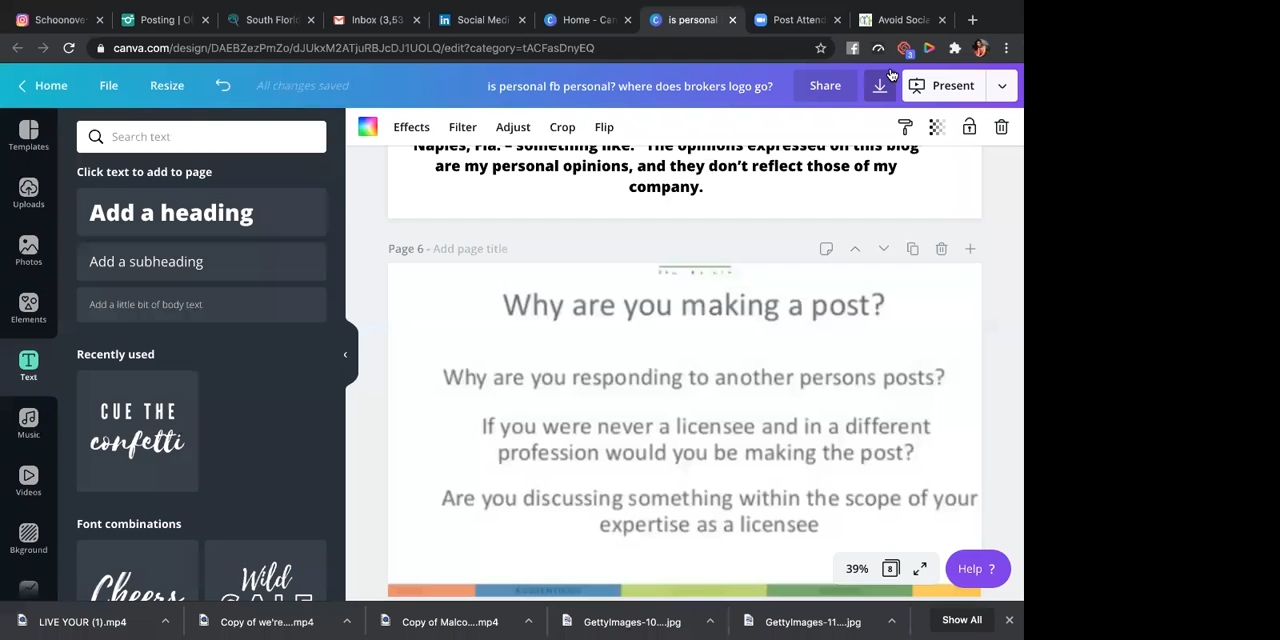 Schoonove
Posting | O
South Flori
Inbox (3,53
Social Medi
Home - Can
is personal
Post Attend
Avoid Socia
canva.com/design/DAEBZezPmZo/dJUkxM2ATjuRBJcDJ1UOLQ/edit?category=tACFasDnyEQ
3
Home
File
Resize
All changes saved
is personal fb personal? where does brokers logo go?
Share
Present
Templates
Uploads
Photos
Elements
Text
Music
Videos
Bkground
Search text
Click text to add to page
Add a heading
Add a subheading
Add a little bit of body text
Recently used
CUE THE
confetti
Font combinations
Cheers
Wild
SALE
Effects
Filter
Adjust
Crop
Flip
Naples, Fla. – something like: "The opinions expressed on this blog
are my personal opinions, and they don't reflect those of my
company.
Page 6 - Add page title
Why are you making a post?
Why are you responding to another persons posts?
If you were never a licensee and in a different
profession would you be making the post?
Are you discussing something within the scope of your
expertise as a licensee
39%
8
Help ?
LIVE YOUR (1).mp4
Copy of we're....mp4
Copy of Malco....mp4
GettyImages-10....jpg
GettyImages-11....jpg
Show All